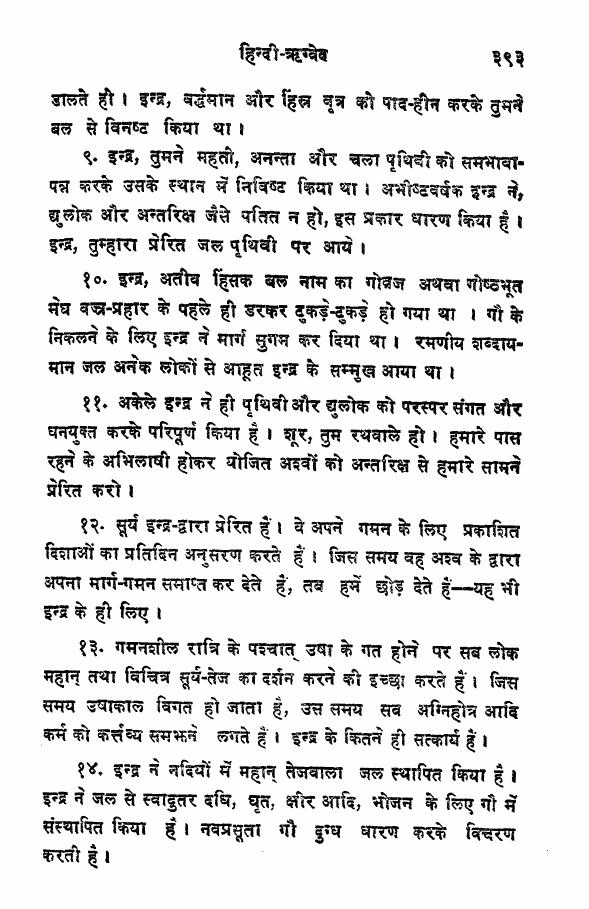 हिन्दी-ऋग्वेद ३९३
डालते ही । इन्द्र, वर्द्धमान और हिंस्र वृत्र को पाद-हीन करके तुमने
बल से विनष्ट किया था ।
९. इन्द्र, तुमने महती, अनन्ता और चला पृथिवी को समभावा-
पन्न करके उसके स्थान में निविष्ट किया था । अभीष्टवर्षक इन्द्र ने,
द्युलोक और अन्तरिक्ष जैसे पतित न हो, इस प्रकार धारण किया है ।
इन्द्र, तुम्हारा प्रेरित जल पृथिवी पर आये ।
१०. इन्द्र, अतीव हिंसक बल नाम का गोव्रज अथवा गोष्ठभूत
मेघ वज्र-प्रहार के पहले ही डरकर टुकड़े-टुकड़े हो गया था । गौ के
निकलने के लिए इन्द्र ने मार्ग सुगम कर दिया था । रमणीय शब्दाय-
मान जल अनेक लोकों से आहूत इन्द्र के सम्मुख आया था ।
११. अकेले इन्द्र ने ही पृथिवी और द्युलोक को परस्पर संगत और
धनयुक्त करके परिपूर्ण किया है । शूर, तुम रथवाले हो । हमारे पास
रहने के अभिलाषी होकर योजित अश्वों को अन्तरिक्ष से हमारे सामने
प्रेरित करो ।
१२. सूर्य इन्द्र-द्वारा प्रेरित हैं । वे अपने गमन के लिए प्रकाशित
दिशाओं का प्रतिदिन अनुसरण करते हैं । जिस समय वह अश्व के द्वारा
अपना मार्ग-गमन समाप्त कर देते हैं, तब हमें छोड़ देते हैं--यह भी
इन्द्र के ही लिए ।
१३. गमनशील रात्रि के पश्चात् उषा के गत होने पर सब लोक
महान् तथा विचित्र सूर्य-तेज का दर्शन करने की इच्छा करते हैं । जिस
समय उषाकाल विगत हो जाता है, उस समय सब अग्निहोत्र आदि
कर्म को कर्त्तव्य समझने लगते हैं । इन्द्र के कितने ही सत्कार्य हैं ।
१४. इन्द्र ने नदियों में महान् तेजवाला जल स्थापित किया है ।
इन्द्र ने जल से स्वादुतर दधि, घृत, क्षीर आदि, भोजन के लिए गौ में
संस्थापित किया है । नवप्रसूता गौ दुग्ध धारण करके विचरण
करती है ।